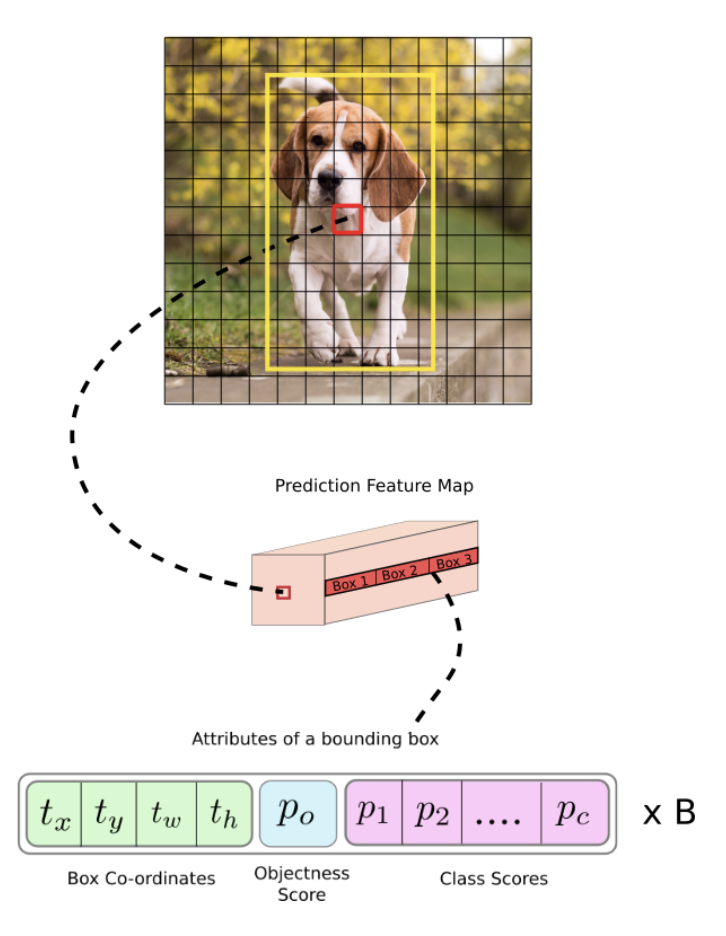 Prediction Feature Map
Box 1 Box 2 Box 3
Attributes of a bounding box
t_x t_y t_w t_h p_o p_1 p_2 .... p_c x B
Box Co-ordinates Objectness Score Class Scores